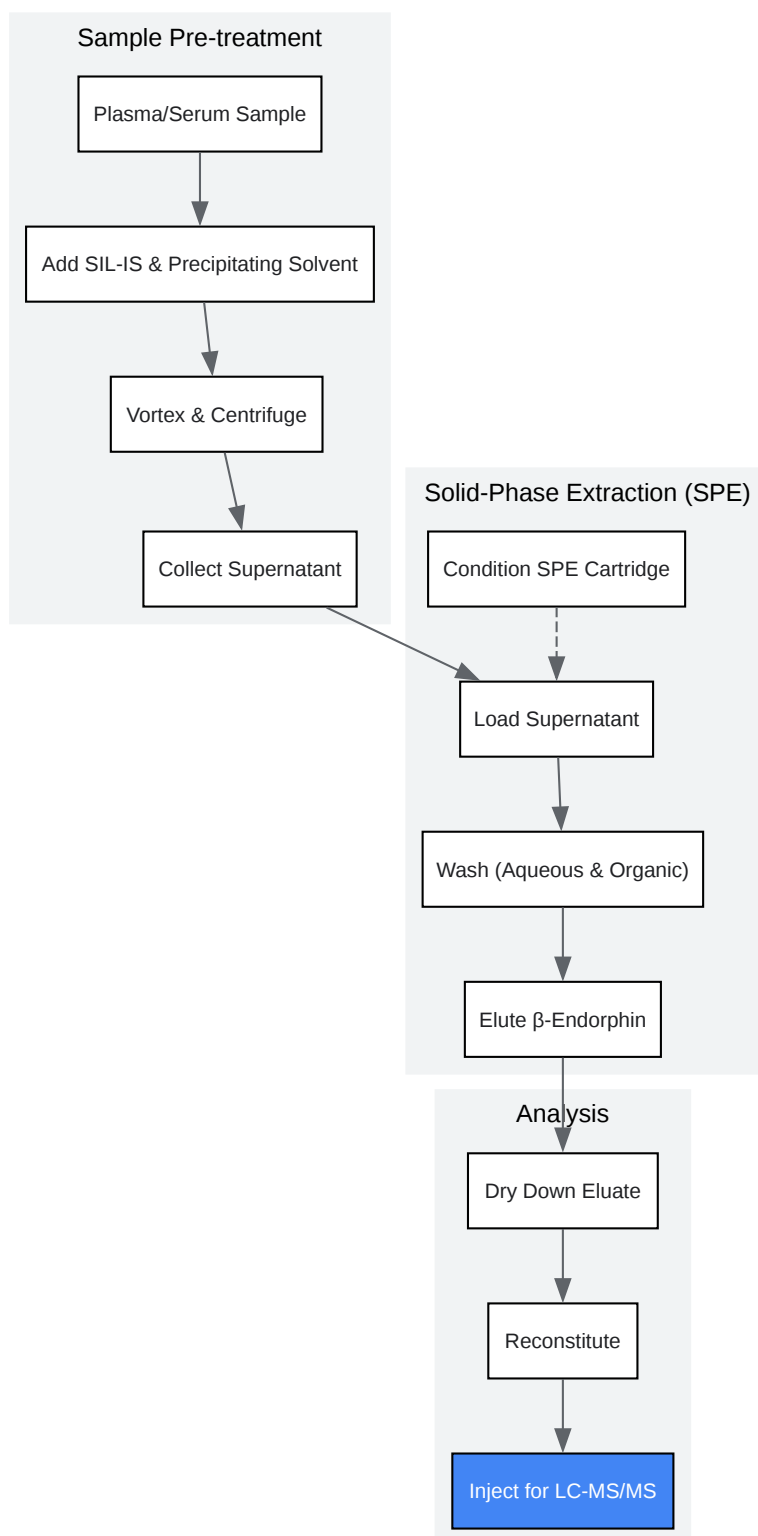 Sample Pre-treatment
Plasma/Serum Sample
Add SIL-IS & Precipitating Solvent
Vortex & Centrifuge
Collect Supernatant
Solid-Phase Extraction (SPE)
Condition SPE Cartridge
Load Supernatant
Wash (Aqueous & Organic)
Elute β-Endorphin
Analysis
Dry Down Eluate
Reconstitute
Inject for LC-MS/MS